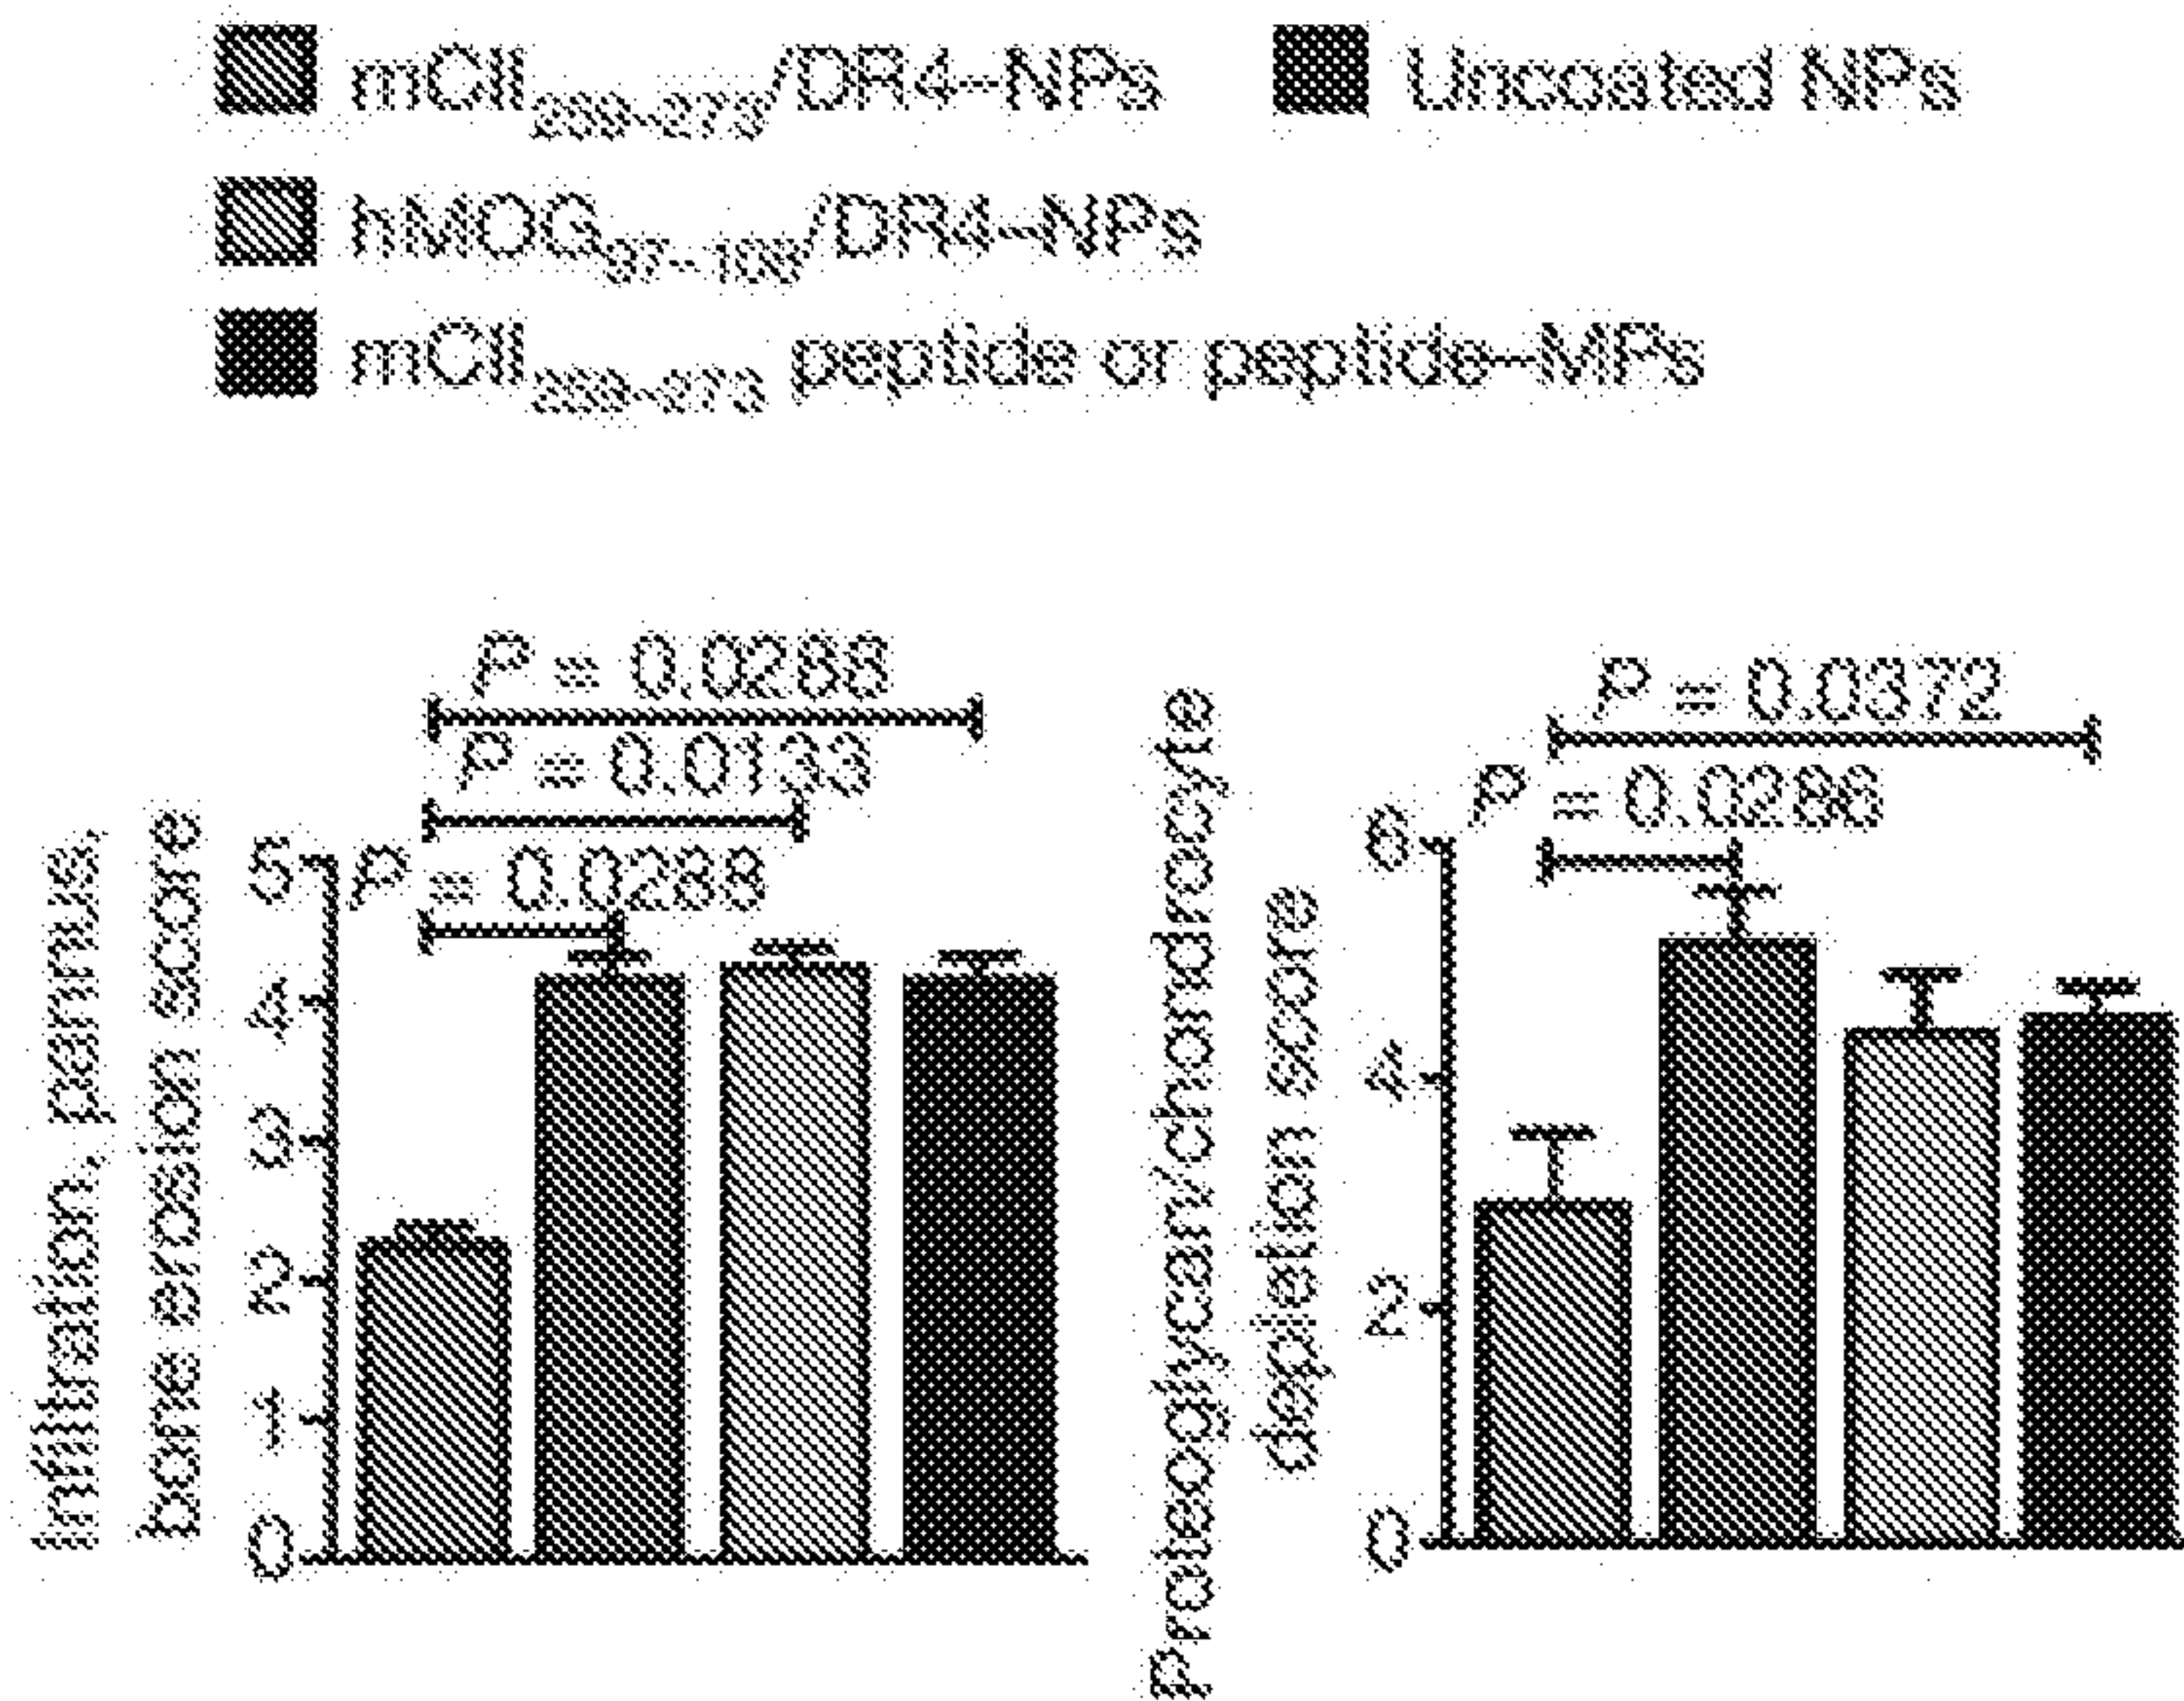 mCII259–273/DR4–NPs
Uncoated NPs
hMOG97–108/DR4–NPs
mCII259–273 peptide or peptide–MPs
Infiltration, pannus,
bone erosion score
P = 0.0288
P = 0.0133
P = 0.0288
5
4
3
2
1
0
Proteoglycan/chondrocyte
depletion score
P = 0.0372
P = 0.0286
6
4
2
0